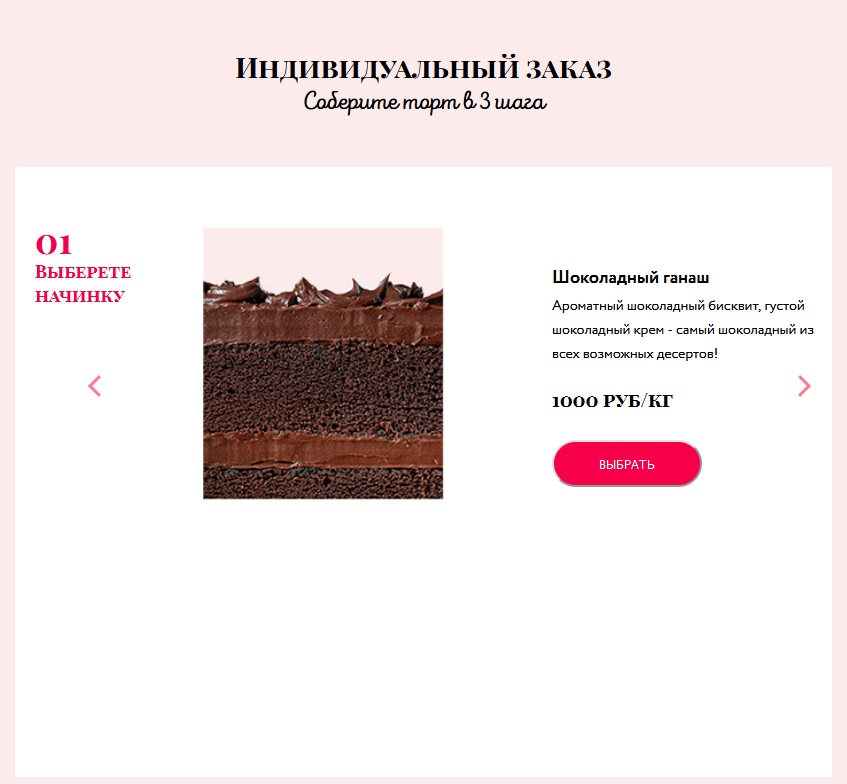 Индивидуальный заказ
Соберите торт в 3 шага
01
Выберете
начинку
Шоколадный ганаш
Ароматный шоколадный бисквит, густой
шоколадный крем - самый шоколадный из
всех возможных десертов!
1000 руб/кг
ВЫБРАТЬ